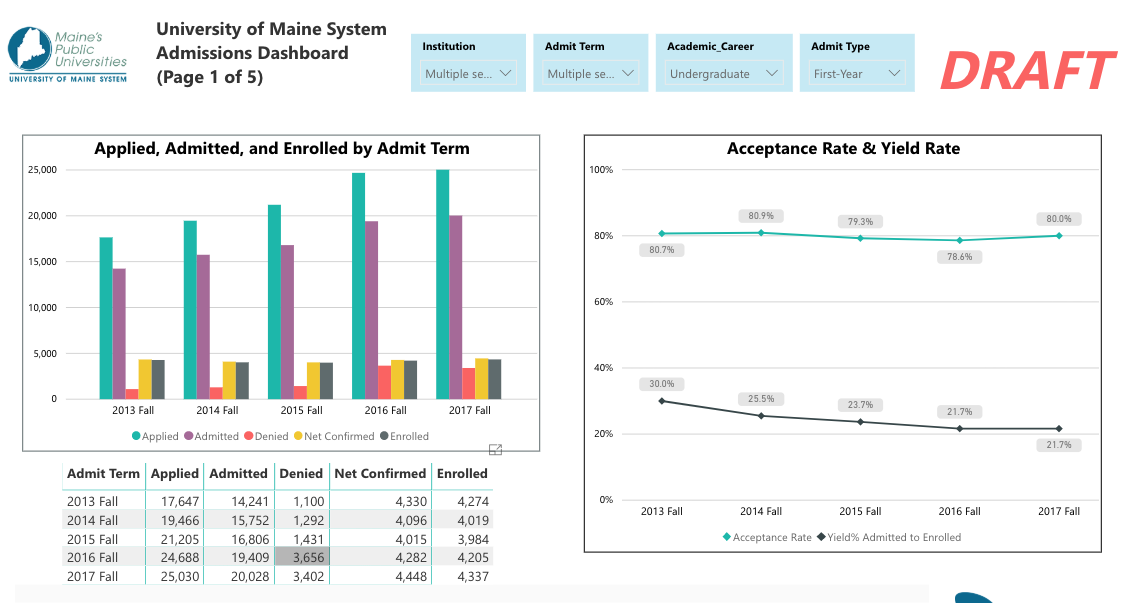 Maine's
Public
Universities
UNIVERSITY OF MAINE SYSTEM
University of Maine System
Admissions Dashboard
(Page 1 of 5)
Institution
Multiple se...
Admit Term
Multiple se...
Academic_Career
Undergraduate
Admit Type
First-Year
DRAFT
Applied, Admitted, and Enrolled by Admit Term
25,000
20,000
15,000
10,000
5,000
0
2013 Fall 2014 Fall 2015 Fall 2016 Fall 2017 Fall
Applied Admitted Denied Net Confirmed Enrolled
Admit Term Applied Admitted Denied Net Confirmed Enrolled
2013 Fall 17,647 14,241 1,100 4,330 4,274
2014 Fall 19,466 15,752 1,292 4,096 4,019
2015 Fall 21,205 16,806 1,431 4,015 3,984
2016 Fall 24,688 19,409 3,656 4,282 4,205
2017 Fall 25,030 20,028 3,402 4,448 4,337
Acceptance Rate & Yield Rate
100%
80%
60%
40%
20%
0%
80.7% 80.9% 79.3% 78.6% 80.0%
30.0% 25.5% 23.7% 21.7% 21.7%
2013 Fall 2014 Fall 2015 Fall 2016 Fall 2017 Fall
Acceptance Rate Yield% Admitted to Enrolled